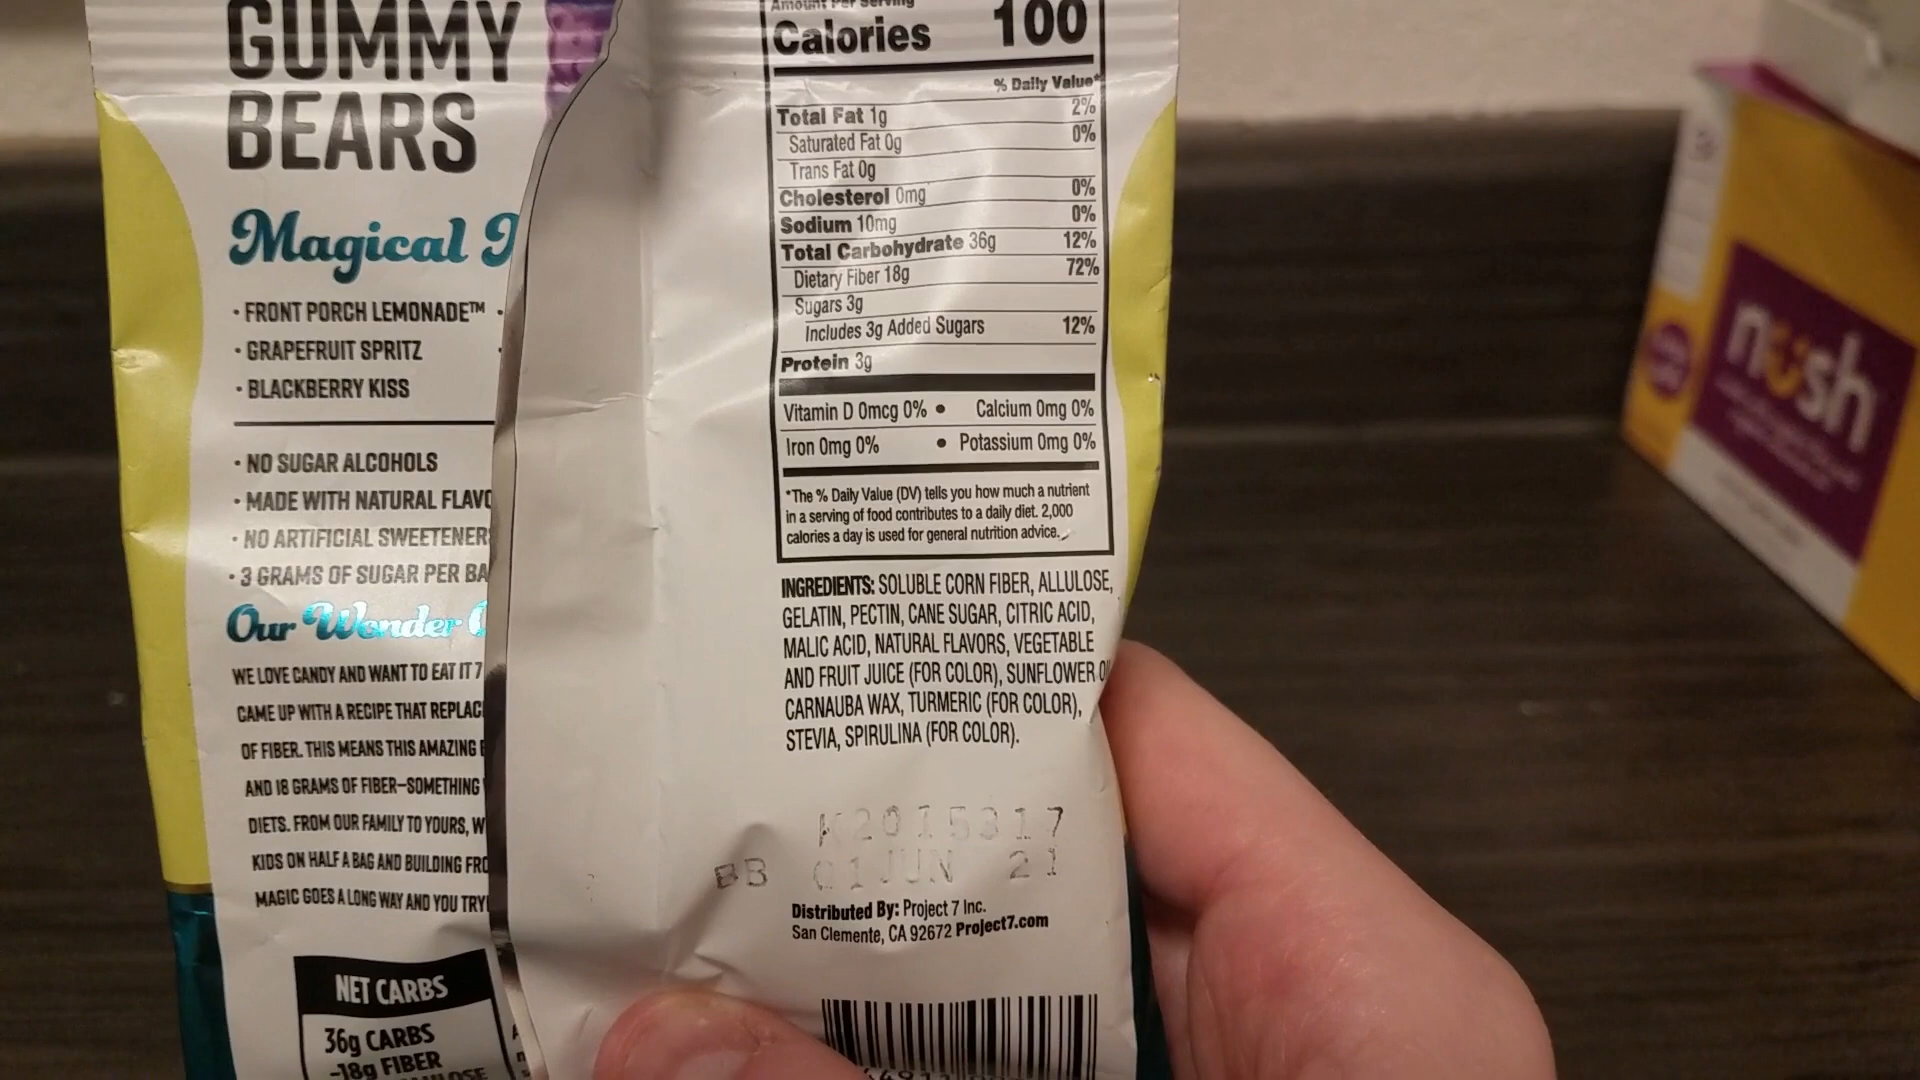 GUMMY
BEARS
Magical
• FRONT PORCH LEMONADE™ •
• GRAPEFRUIT SPRITZ
• BLACKBERRY KISS
• NO SUGAR ALCOHOLS
• MADE WITH NATURAL FLAVO
• NO ARTIFICIAL SWEETENER
• 3 GRAMS OF SUGAR PER BA
Our Wonder
WE LOVE CANDY AND WANT TO EAT IT 7
CAME UP WITH A RECIPE THAT REPLAC
OF FIBER. THIS MEANS THIS AMAZING
AND 18 GRAMS OF FIBER–SOMETHING
DIETS. FROM OUR FAMILY TO YOURS, W
KIDS ON HALF A BAG AND BUILDING FRO
MAGIC GOES A LONG WAY AND YOU TRY
NET CARBS
36g CARBS
-18g FIBER
Amount Per Serving
Calories 100
% Daily Value*
Total Fat 1g 2%
Saturated Fat 0g 0%
Trans Fat 0g
Cholesterol 0mg 0%
Sodium 10mg 0%
Total Carbohydrate 36g 12%
Dietary Fiber 18g 72%
Sugars 3g
Includes 3g Added Sugars 12%
Protein 3g
Vitamin D 0mcg 0% • Calcium 0mg 0%
Iron 0mg 0% • Potassium 0mg 0%
*The % Daily Value (DV) tells you how much a nutrient
in a serving of food contributes to a daily diet. 2,000
calories a day is used for general nutrition advice.
INGREDIENTS: SOLUBLE CORN FIBER, ALLULOSE,
GELATIN, PECTIN, CANE SUGAR, CITRIC ACID,
MALIC ACID, NATURAL FLAVORS, VEGETABLE
AND FRUIT JUICE (FOR COLOR), SUNFLOWER
CARNAUBA WAX, TURMERIC (FOR COLOR),
STEVIA, SPIRULINA (FOR COLOR).
K2015317
BB 01JUN 21
Distributed By: Project 7 Inc.
San Clemente, CA 92672 Project7.com
nush